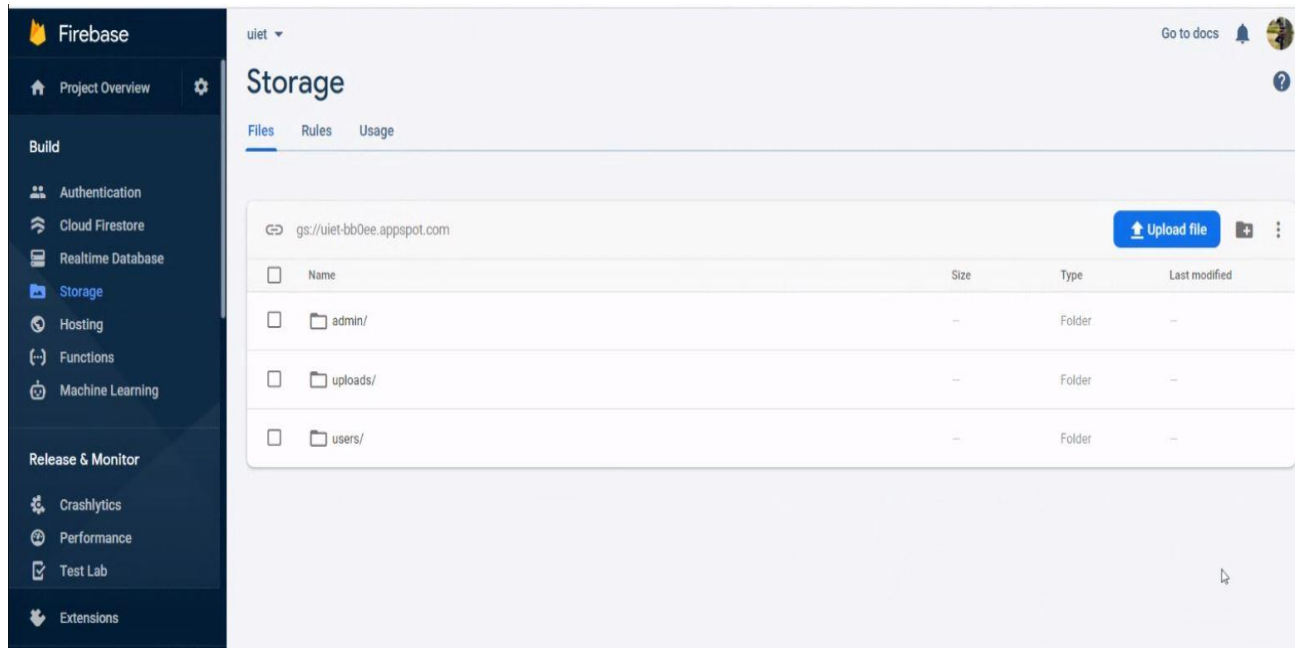 Firebase
Project Overview
Build
Authentication
Cloud Firestore
Realtime Database
Storage
Hosting
Functions
Machine Learning
Release & Monitor
Crashlytics
Performance
Test Lab
Extensions
uiet
Go to docs
Storage
Files Rules Usage
gs://uiet-bb0ee.appspot.com
Upload file
Name Size Type Last modified
admin/ – Folder –
uploads/ – Folder –
users/ – Folder –